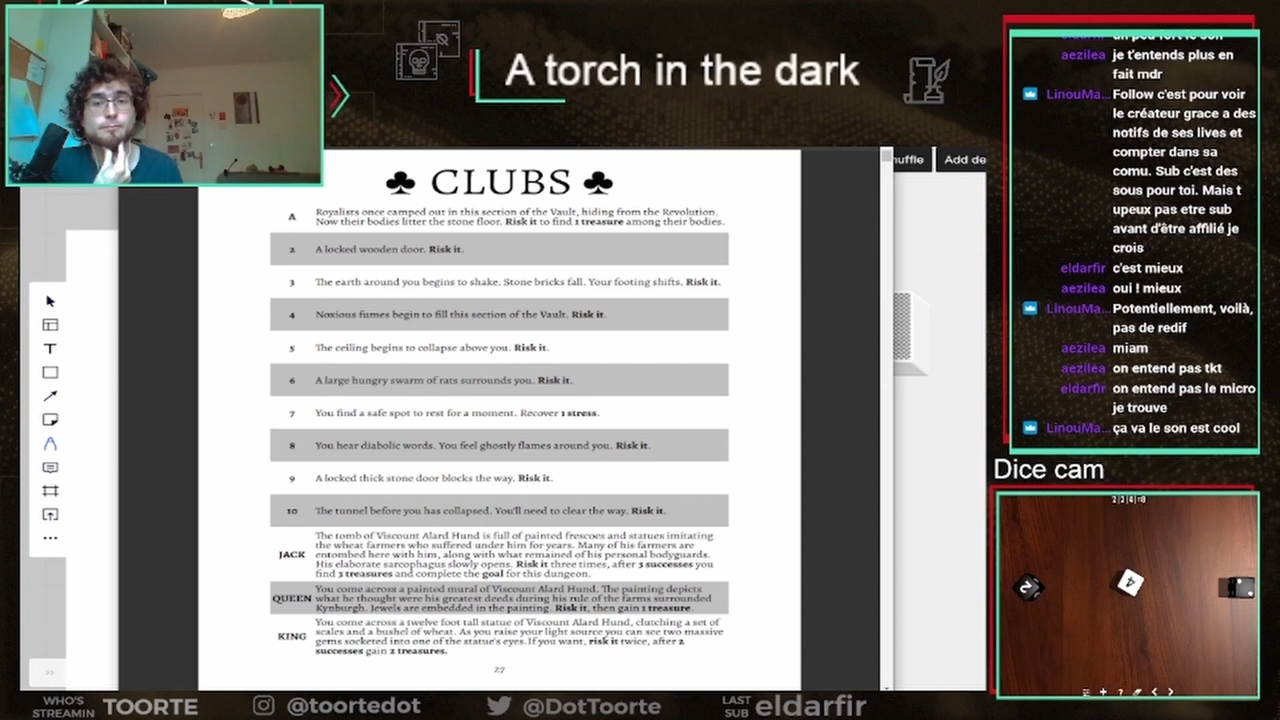 A torch in the dark
uffle
Add de
♣ CLUBS ♣
A
Royalists once camped out in this section of the Vault, hiding from the Revolution.
Now their bodies litter the stone floor. Risk it to find 1 treasure among their bodies.
2 A locked wooden door. Risk it.
3 The earth around you begins to shake. Stone bricks fall. Your footing shifts. Risk it.
4 Noxious fumes begin to fill this section of the Vault. Risk it.
5 The ceiling begins to collapse above you. Risk it.
6 A large hungry swarm of rats surrounds you. Risk it.
7 You find a safe spot to rest for a moment. Recover 1 stress.
8 You hear diabolic words. You feel ghostly flames around you. Risk it.
9 A locked thick stone door blocks the way. Risk it.
10 The tunnel before you has collapsed. You'll need to clear the way. Risk it.
JACK
The tomb of Viscount Alard Hund is full of painted frescoes and statues imitating
the wheat farmers who suffered under him for years. Many of his farmers are
entombed here with him, along with what remained of his personal bodyguards.
His elaborate sarcophagus slowly opens. Risk it three times, after 3 successes you
find 3 treasures and complete the goal for this dungeon.
QUEEN
You come across a painted mural of Viscount Alard Hund. The painting depicts
what he thought were his greatest deeds during his rule of the farms surrounded
Kynburgh. Jewels are embedded in the painting. Risk it, then gain 1 treasure.
KING
You come across a twelve foot tall statue of Viscount Alard Hund, clutching a set of
scales and a bushel of wheat. As you raise your light source you can see two massive
gems socketed into one of the statue's eyes. If you want, risk it twice, after 2
successes gain 2 treasures.
27
eldarfir un peu fort le son
aezilea je t'entends plus en
fait mdr
LinouMa... Follow c'est pour voir
le créateur grace a des
notifs de ses lives et
compter dans sa
comu. Sub c'est des
sous pour toi. Mais t
upeux pas etre sub
avant d'être affilié je
crois
eldarfir c'est mieux
aezilea oui ! mieux
LinouMa... Potentiellement, voilà,
pas de redif
aezilea miam
aezilea on entend pas tkt
eldarfir on entend pas le micro
je trouve
LinouMa... ça va le son est cool
Dice cam
2|2|4|=8
2
4
WHO'S
STREAMIN
TOORTE
@toortedot
@DotToorte
LAST
SUB
eldarfir